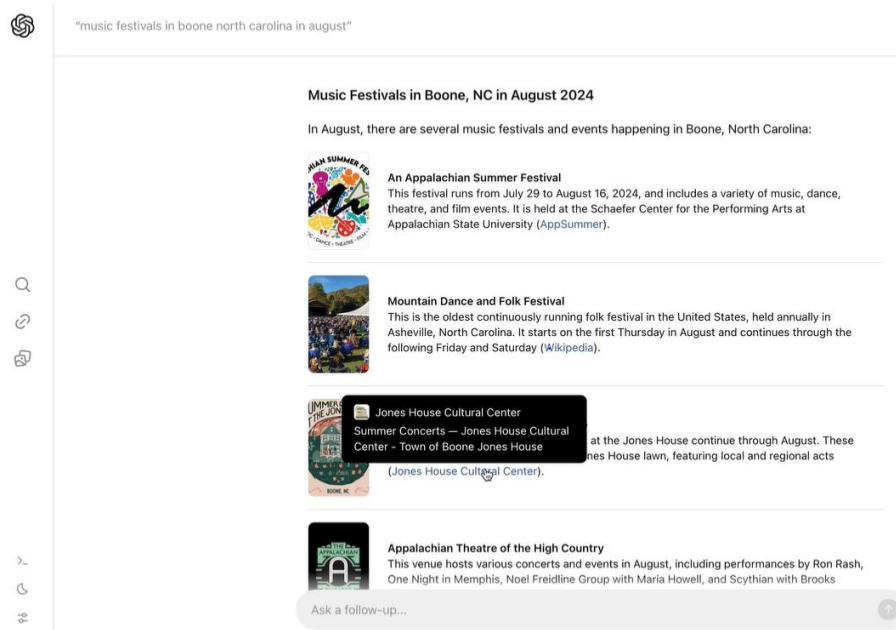 “music festivals in boone north carolina in august”
Music Festivals in Boone, NC in August 2024
In August, there are several music festivals and events happening in Boone, North Carolina:
An Appalachian Summer Festival
This festival runs from July 29 to August 16, 2024, and includes a variety of music, dance,
theatre, and film events. It is held at the Schaefer Center for the Performing Arts at
Appalachian State University (AppSummer).
HIAN SUMMER FES
IC • DANCE • THEATRE • FILM •
Mountain Dance and Folk Festival
This is the oldest continuously running folk festival in the United States, held annually in
Asheville, North Carolina. It starts on the first Thursday in August and continues through the
following Friday and Saturday (Wikipedia).
Jones House Cultural Center
Summer Concerts — Jones House Cultural
Center - Town of Boone Jones House
at the Jones House continue through August. These
nes House lawn, featuring local and regional acts
(Jones House Cultural Center).
BOONE, NC
THE
APPALACHIAN
A
Appalachian Theatre of the High Country
This venue hosts various concerts and events in August, including performances by Ron Rash,
One Night in Memphis, Noel Freidline Group with Maria Howell, and Scythian with Brooks
Ask a follow-up...